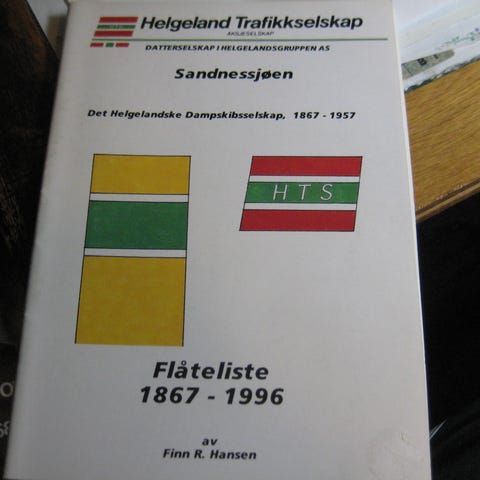 Helgeland Trafikkselskap
AKSJESELSKAP
DATTERSELSKAP I HELGELANDSGRUPPEN AS
Sandnessjøen
Det Helgelandske Dampskibsselskap, 1867 - 1957
HTS
Flåteliste
1867 - 1996
av
Finn R. Hansen